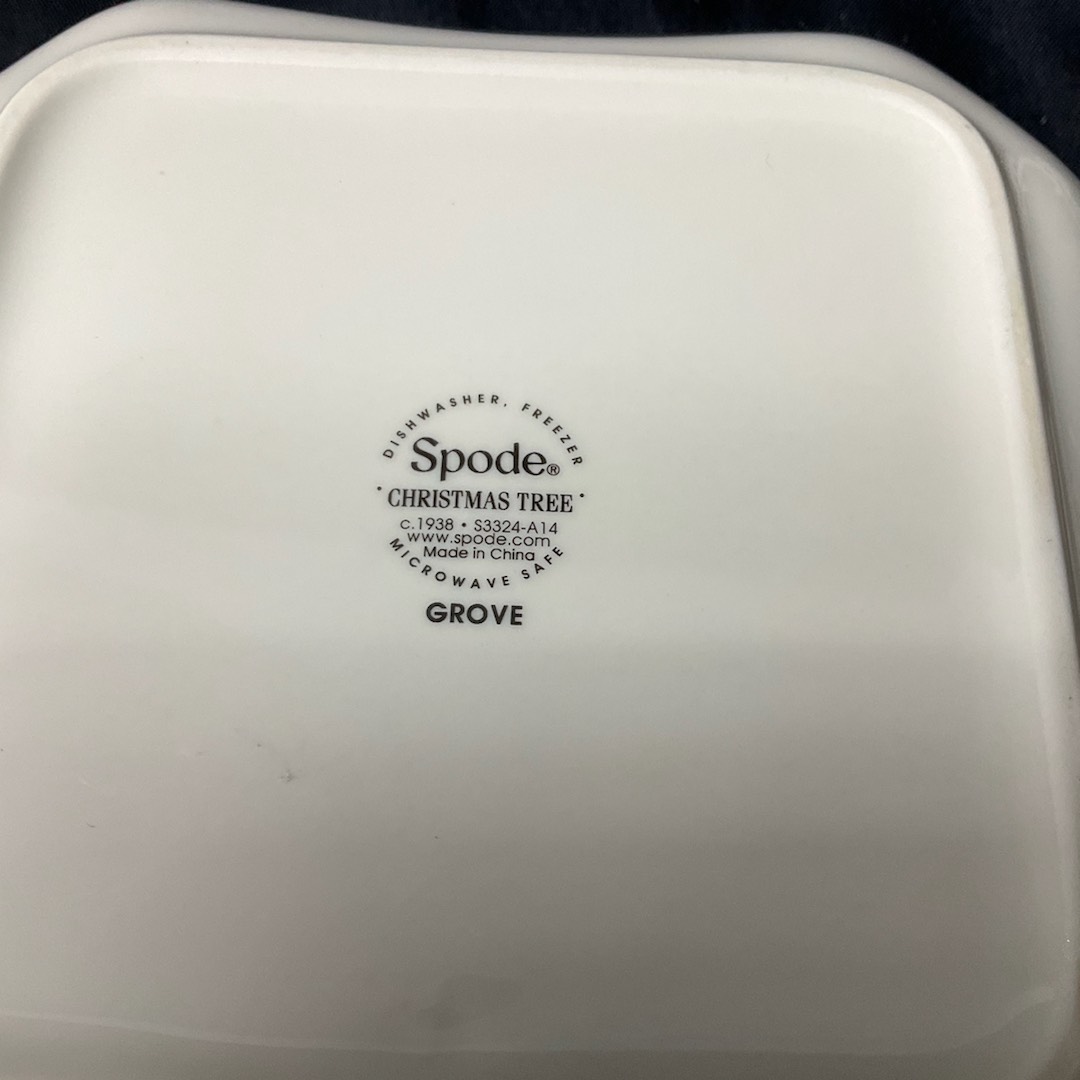 DISHWASHER, FREEZER
Spode®
· CHRISTMAS TREE ·
c.1938 • S3324-A14
www.spode.com
Made in China
MICROWAVE SAFE
GROVE